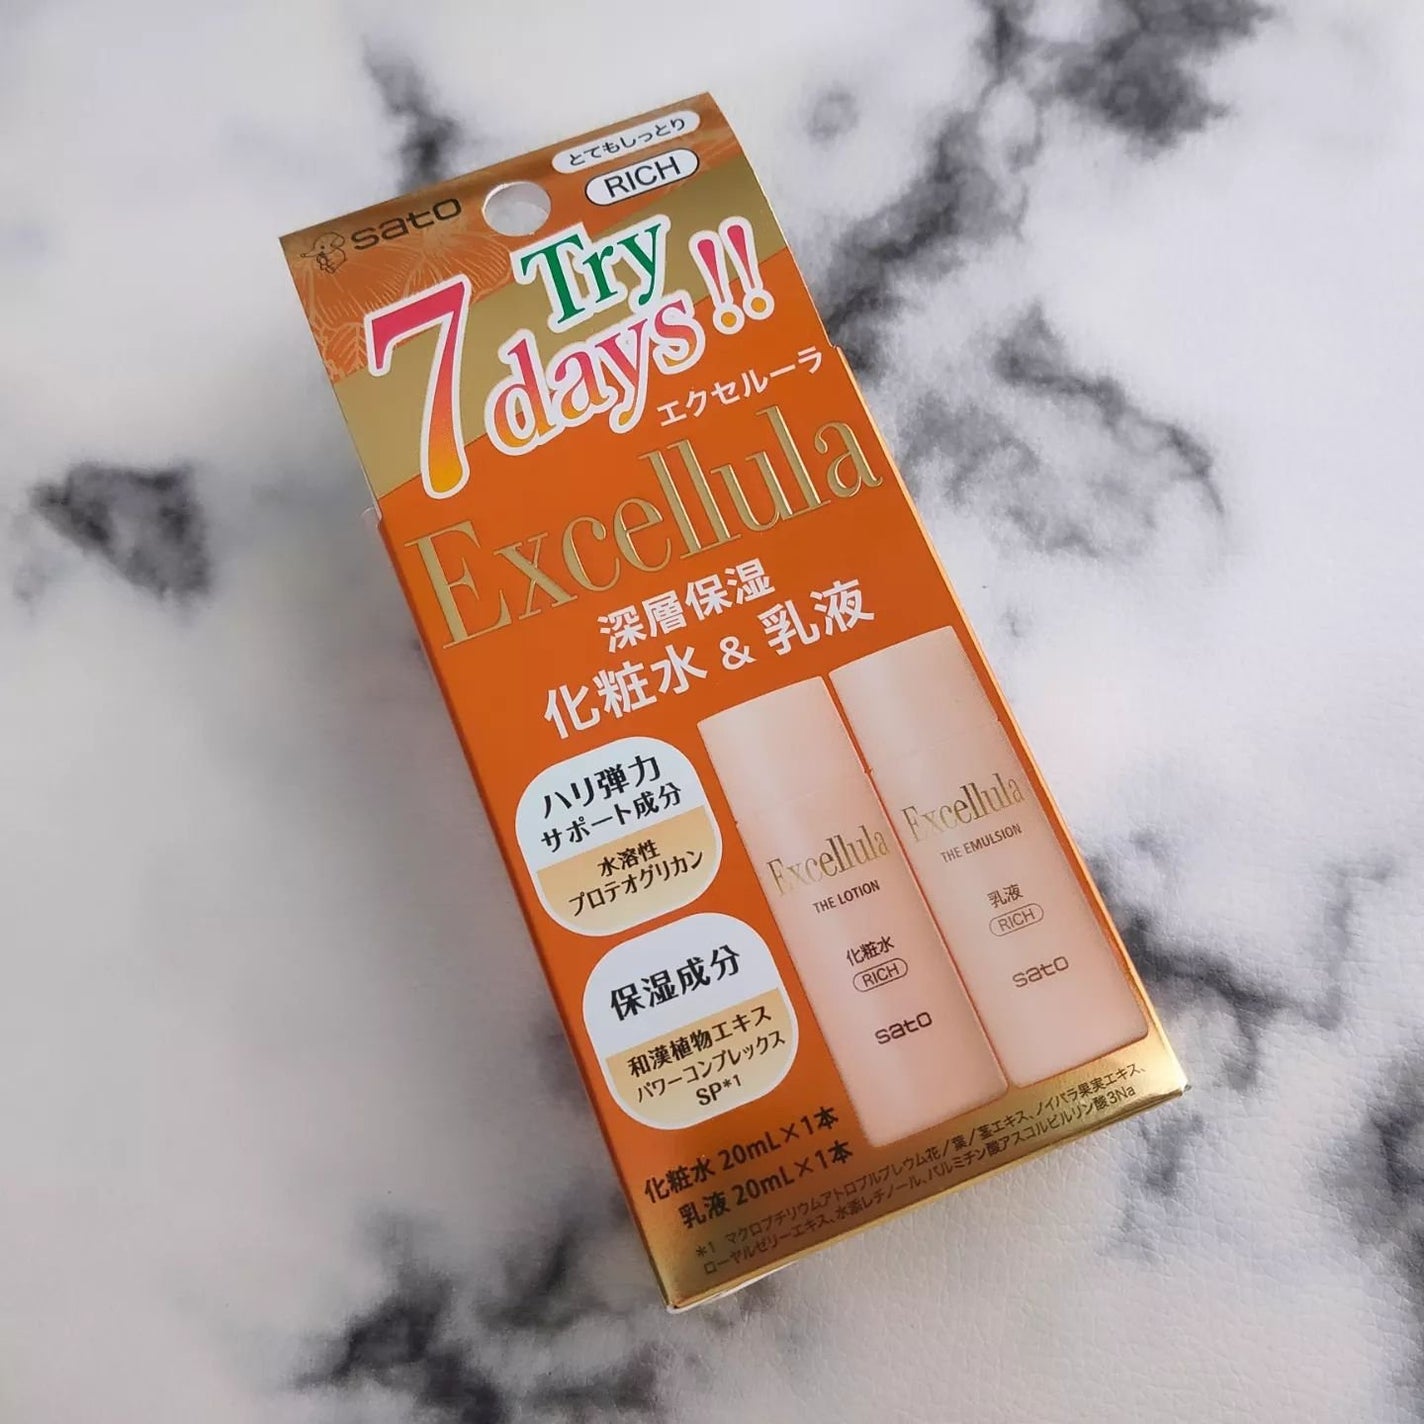 sato
とてもしっとり
RICH
7 Try
days!!
エクセルーラ
Excellula
深層保湿
化粧水 & 乳液
ハリ弾力
サポート成分
水溶性
プロテオグリカン
保湿成分
和漢植物エキス
パワーコンプレックス
SP*1
Excellula
THE LOTION
化粧水
RICH
sato
Excellula
THE EMULSION
乳液
RICH
sato
化粧水 20mL×1本
乳液 20mL×1本
*1 マクロプチリウムアトロプルプレウム花/葉/茎エキス、ノイバラ果実エキス、
ローヤルゼリーエキス、水添レチノール、パルミチン酸アスコルビルリン酸3Na